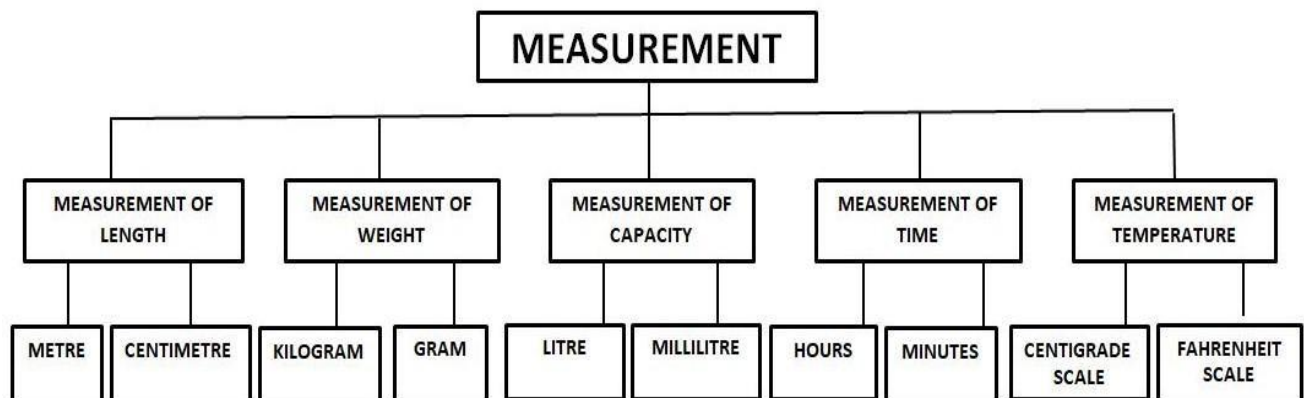 MEASUREMENT
MEASUREMENT OF
LENGTH
MEASUREMENT OF
WEIGHT
MEASUREMENT OF
CAPACITY
MEASUREMENT OF
TIME
MEASUREMENT OF
TEMPERATURE
METRE
CENTIMETRE
KILOGRAM
GRAM
LITRE
MILLILITRE
HOURS
MINUTES
CENTIGRADE
SCALE
FAHRENHEIT
SCALE